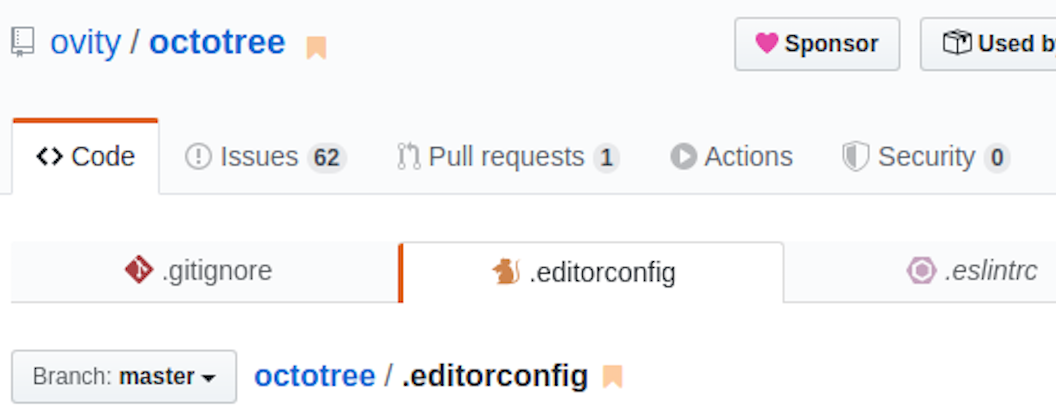 ovity / octotree Sponsor Used
Code Issues 62 Pull requests 1 Actions Security 0
.gitignore .editorconfig .eslintrc
Branch: master octotree / .editorconfig